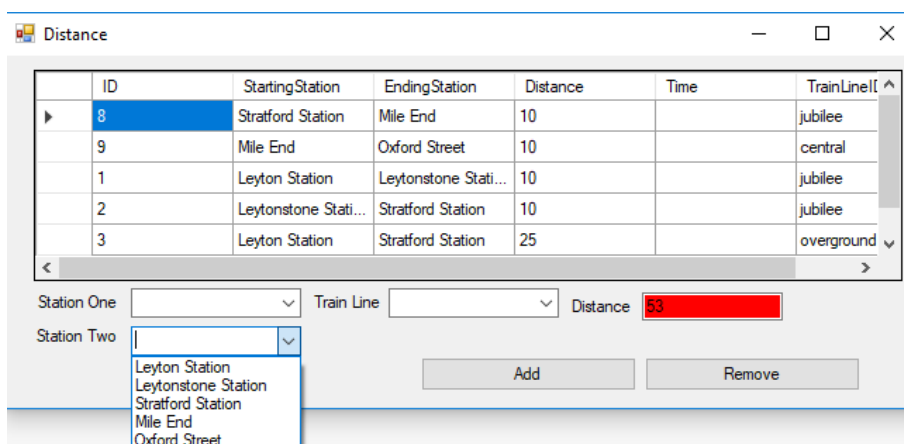 Distance
ID StartingStation EndingStation Distance Time TrainLineID
8 Stratford Station Mile End 10 jubilee
9 Mile End Oxford Street 10 central
1 Leyton Station Leytonstone Stati... 10 jubilee
2 Leytonstone Stati... Stratford Station 10 jubilee
3 Leyton Station Stratford Station 25 overground
Station One Train Line Distance 53
Station Two
Leyton Station
Leytonstone Station
Stratford Station
Mile End
Oxford Street
Add Remove